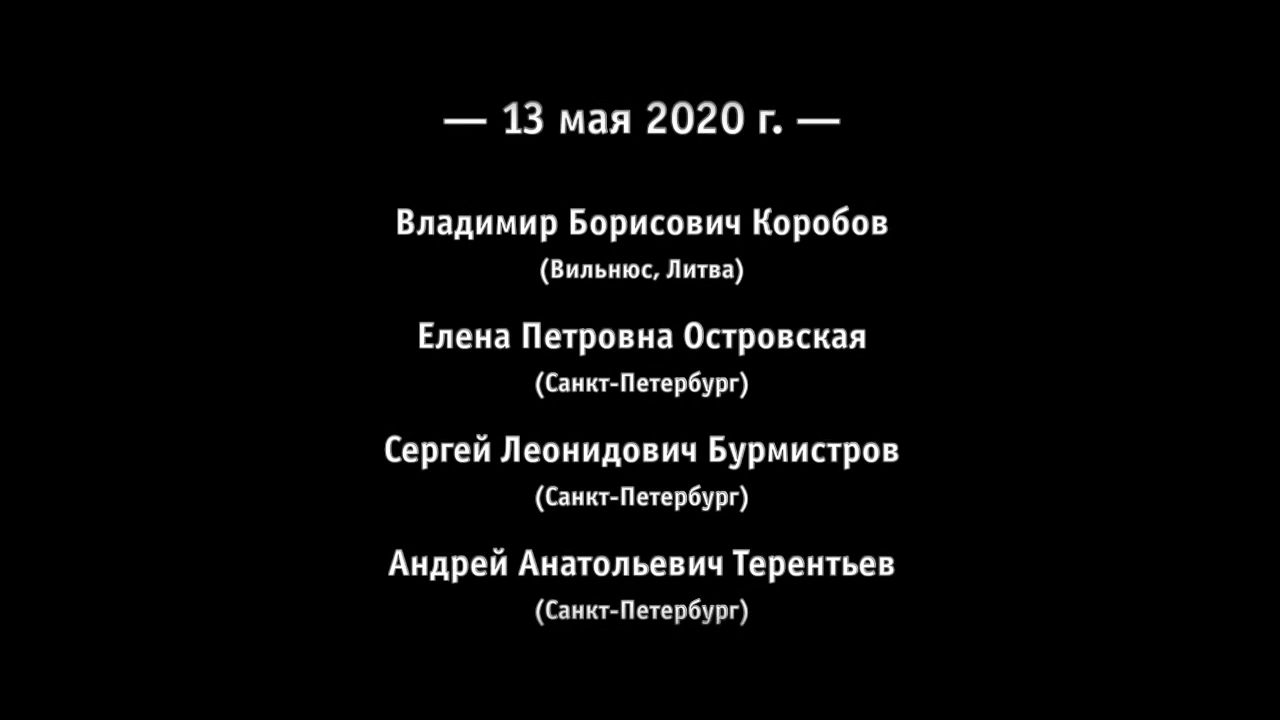 — 13 мая 2020 г. —
Владимир Борисович Коробов
(Вильнюс, Литва)
Елена Петровна Островская
(Санкт-Петербург)
Сергей Леонидович Бурмистров
(Санкт-Петербург)
Андрей Анатольевич Терентьев
(Санкт-Петербург)